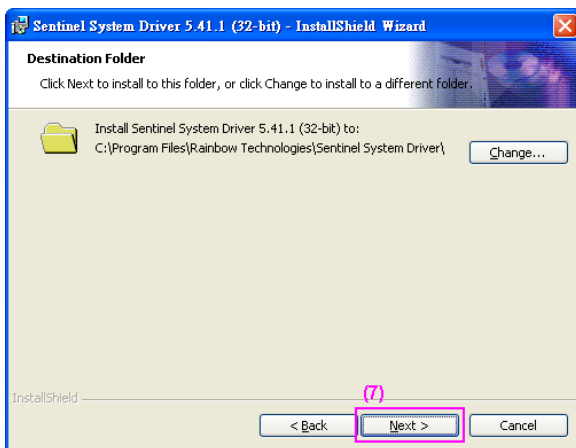 Sentinel System Driver 5.41.1 (32-bit) - InstallShield Wizard
Destination Folder
Click Next to install to this folder, or click Change to install to a different folder.
Install Sentinel System Driver 5.41.1 (32-bit) to:
C:\Program Files\Rainbow Technologies\Sentinel System Driver\
Change...
(7)
InstallShield
< Back
Next >
Cancel